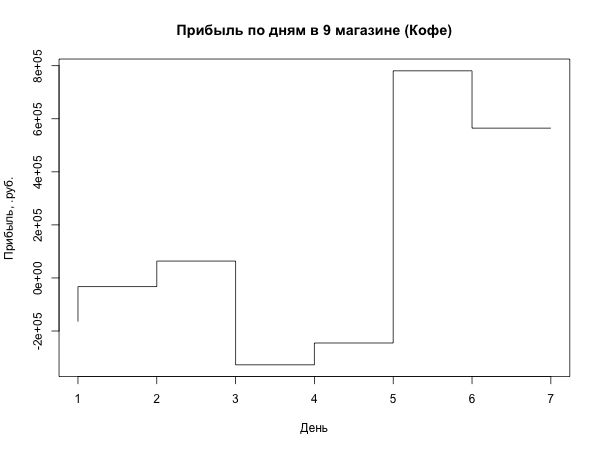 Прибыль по дням в 9 магазине (Кофе)
8e+05
6e+05
4e+05
2e+05
0e+00
-2e+05
Прибыль, .руб.
1 2 3 4 5 6 7
День